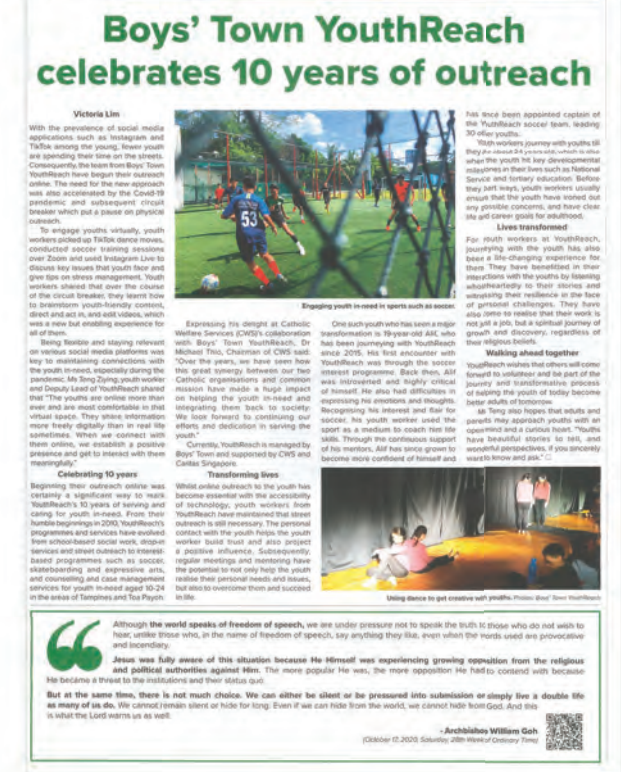 Boys' Town YouthReach
celebrates 10 years of outreach
Victoria Lim
With the prevalence of social media
applications such as Instagram and
TikTok among the young, fewer youth
are spending their time on the streets.
Consequently, the team from Boys' Town
YouthReach have begun their outreach
online. The need for the new approach
was also accelerated by the Covid-19
pandemic and subsequent circuit
breaker which put a pause on physical
outreach.
To engage youths virtually, youth
workers picked up TikTok dance moves,
conducted soccer training sessions
over Zoom and used Instagram Live to
discuss key issues that youth face and
give tips on stress management. Youth
workers shared that over the course
of the circuit breaker, they learnt how
to brainstorm youth-friendly content,
direct and act in, and edit videos, which
was a new but enabling experience for
all of them.
Being flexible and staying relevant
on various social media platforms was
key to maintaining connections with
the youth in-need, especially during the
pandemic. Ms Teng Ziying, youth worker
and Deputy Lead of YouthReach shared
that "The youths are online more than
ever and are most comfortable in that
virtual space. They share information
more freely digitally than in real life
sometimes. When we connect with
them online, we establish a positive
presence and get to interact with them
meaningfully."
Celebrating 10 years
Beginning their outreach online was
certainly a significant way to mark
YouthReach's 10 years of serving and
caring for youth in-need. From their
humble beginnings in 2010, YouthReach's
programmes and services have evolved
from school-based social work, drop-in
services and street outreach to interest-
based programmes such as soccer,
skateboarding and expressive arts,
and counselling and case management
services for youth in-need aged 10-24
in the areas of Tampines and Toa Payoh.
53
Engaging youth in-need in sports such as soccer.
Expressing his delight at Catholic
Welfare Services (CWS)'s collaboration
with Boys' Town YouthReach, Dr
Michael Thio, Chairman of CWS said:
"Over the years, we have seen how
this great synergy between our two
Catholic organisations and common
mission have made a huge impact
on helping the youth in-need and
integrating them back to society.
We look forward to continuing our
efforts and dedication in serving the
youth."
Currently, YouthReach is managed by
Boys' Town and supported by CWS and
Caritas Singapore.
Transforming lives
Whilst online outreach to the youth has
become essential with the accessibility
of technology, youth workers from
YouthReach have maintained that street
outreach is still necessary. The personal
contact with the youth helps the youth
worker build trust and also project
a positive influence. Subsequently,
regular meetings and mentoring have
the potential to not only help the youth
realise their personal needs and issues,
but also to overcome them and succeed
in life.
One such youth who has seen a major
transformation is 19-year-old Alif, who
has been journeying with YouthReach
since 2015. His first encounter with
YouthReach was through the soccer
interest programme. Back then, Alif
was introverted and highly critical
of himself. He also had difficulties in
expressing his emotions and thoughts.
Recognising his interest and flair for
soccer, his youth worker used the
sport as a medium to coach him life
skills. Through the continuous support
of his mentors, Alif has since grown to
become more confident of himself and
has since been appointed captain of
the YouthReach soccer team, leading
30 other youths.
Youth workers journey with youths till
they are about 24 years old, which is also
when the youth hit key developmental
milestones in their lives such as National
Service and tertiary education. Before
they part ways, youth workers usually
ensure that the youth have ironed out
any possible concerns, and have clear
life and career goals for adulthood.
Lives transformed
For youth workers at YouthReach,
journeying with the youth has also
been a life-changing experience for
them. They have benefitted in their
interactions with the youths by listening
wholeheartedly to their stories and
witnessing their resilience in the face
of personal challenges. They have
also come to realise that their work is
not just a job, but a spiritual journey of
growth and discovery, regardless of
their religious beliefs.
Walking ahead together
YouthReach wishes that others will come
forward to volunteer and be part of the
journey and transformative process
of helping the youth of today become
better adults of tomorrow.
Ms Teng also hopes that adults and
parents may approach youths with an
open mind and a curious heart. "Youths
have beautiful stories to tell, and
wonderful perspectives, if you sincerely
want to know and ask."
Using dance to get creative with youths. Photos: Boys' Town YouthReach
Although the world speaks of freedom of speech, we are under pressure not to speak the truth to those who do not wish to
hear, unlike those who, in the name of freedom of speech, say anything they like, even when the words used are provocative
and incendiary.
Jesus was fully aware of this situation because He Himself was experiencing growing opposition from the religious
and political authorities against Him. The more popular He was, the more opposition He had to contend with because
He became a threat to the institutions and their status quo.
But at the same time, there is not much choice. We can either be silent or be pressured into submission or simply live a double life
as many of us do. We cannot remain silent or hide for long. Even if we can hide from the world, we cannot hide from God. And this
is what the Lord warns us as well.
- Archbishop William Goh
(October 17, 2020, Saturday, 28th Week of Ordinary Time)